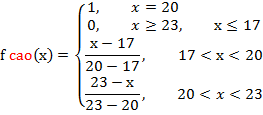 f cao(x) = { 1, x = 20
0, x ≥ 23, x ≤ 17
x − 17 / 20 − 17, 17 < x < 20
23 − x / 23 − 20, 20 < x < 23